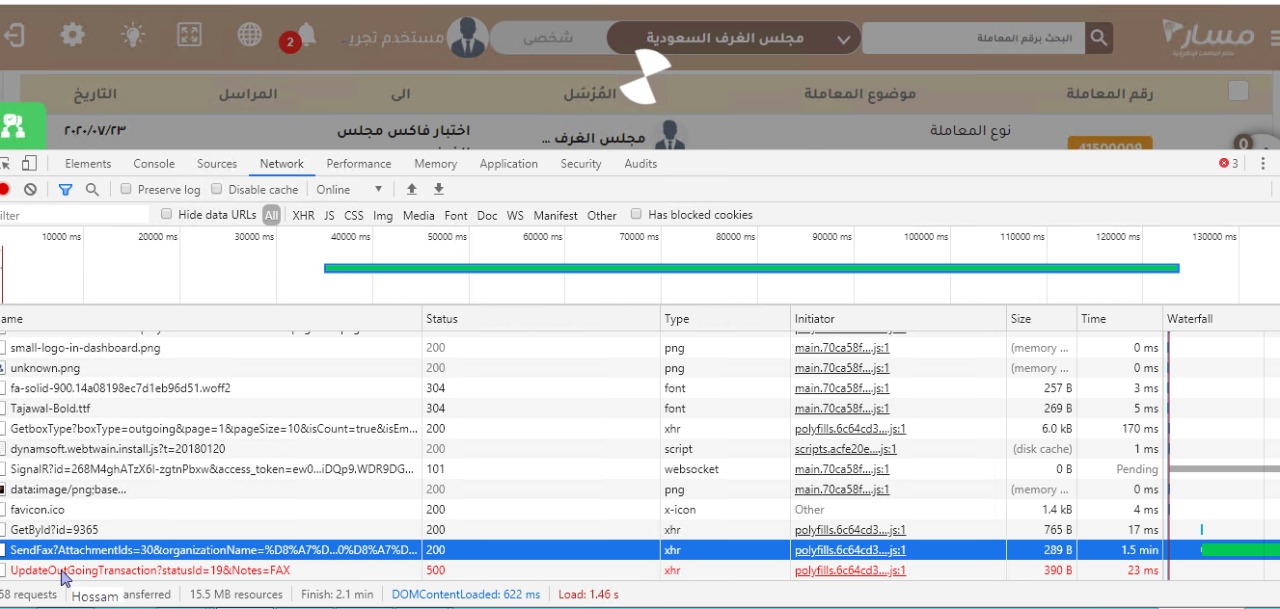 مسار
البحث برقم المعاملة
مجلس الغرف السعودية
شخصي
مستخدم تجريـ..
2
رقم المعاملة
موضوع المعاملة
المُرْسَل
الى
المراسل
التاريخ
نوع المعاملة
مجلس الغرف ...
اختبار فاكس مجلس
٢٠٢٠/٠٧/٢٣
41500009
0
Elements Console Sources Network Performance Memory Application Security Audits 3
Preserve log Disable cache Online
ilter Hide data URLs All XHR JS CSS Img Media Font Doc WS Manifest Other Has blocked cookies
10000 ms 20000 ms 30000 ms 40000 ms 50000 ms 60000 ms 70000 ms 80000 ms 90000 ms 100000 ms 110000 ms 120000 ms 130000 ms
ame Status Type Initiator Size Time Waterfall
small-logo-in-dashboard.png 200 png main.70ca58f....js:1 (memory ... 0 ms
unknown.png 200 png main.70ca58f....js:1 (memory ... 0 ms
fa-solid-900.14a08198ec7d1eb96d51.woff2 304 font main.70ca58f....js:1 257 B 3 ms
Tajawal-Bold.ttf 304 font main.70ca58f....js:1 269 B 5 ms
GetboxType?boxType=outgoing&page=1&pageSize=10&isCount=true&isEm... 200 xhr polyfills.6c64cd3....js:1 6.0 kB 170 ms
dynamsoft.webtwain.install.js?t=20180120 200 script scripts.acfe20e....js:1 (disk cache) 1 ms
SignalR?id=268M4ghATzX6I-zgtnPbxw&access_token=ew0...iDQp9.WDR9DG... 101 websocket main.70ca58f....js:1 0 B Pending
data:image/png;base... 200 png main.70ca58f....js:1 (memory ... 0 ms
favicon.ico 200 x-icon Other 1.4 kB 4 ms
GetById?id=9365 200 xhr polyfills.6c64cd3....js:1 765 B 17 ms
SendFax?AttachmentIds=30&organizationName=%D8%A7%D...0%D8%A7%D... 200 xhr polyfills.6c64cd3....js:1 289 B 1.5 min
UpdateOutGoingTransaction?statusId=19&Notes=FAX 500 xhr polyfills.6c64cd3....js:1 390 B 23 ms
58 requests Hossam ansferred 15.5 MB resources Finish: 2.1 min DOMContentLoaded: 622 ms Load: 1.46 s